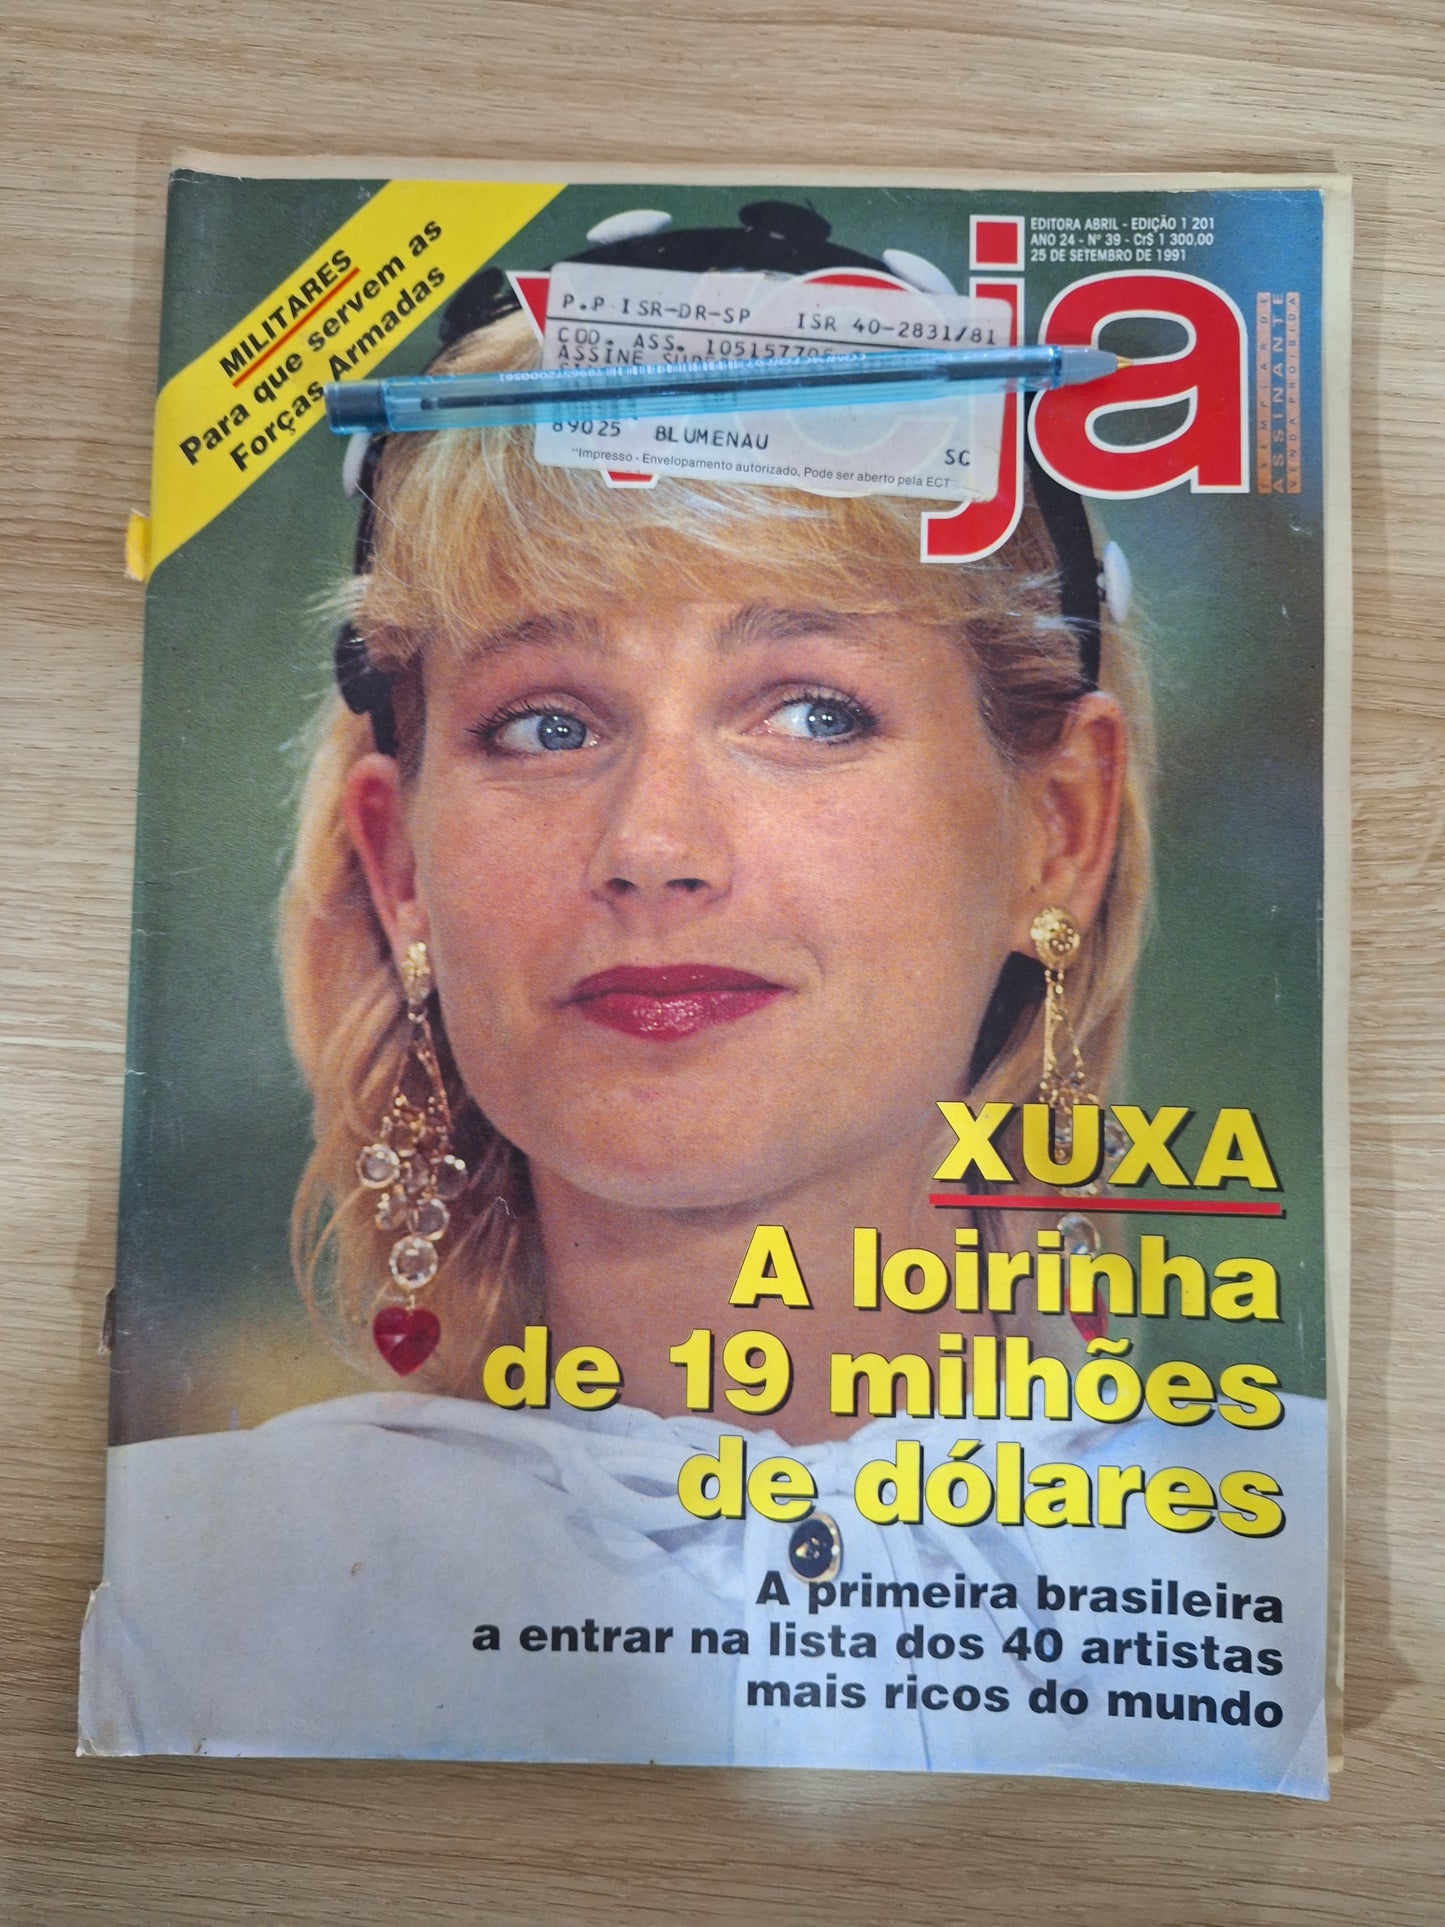 MILITARES
Para que servem as
Forças Armadas
veja
EDITORA ABRIL - EDIÇÃO 1 201
ANO 24 - Nº 39 - Cr$ 1 300,00
25 DE SETEMBRO DE 1991
EXEMPLAR DE
ASSINANTE
VENDA PROIBIDA
P.P ISR-DR-SP ISR 40-2831/81
COD. ASS.
ASSINE
89025 BLUMENAU SC
"Impresso - Envelopamento autorizado. Pode ser aberto pela ECT"
XUXA
A loirinha
de 19 milhões
de dólares
A primeira brasileira
a entrar na lista dos 40 artistas
mais ricos do mundo